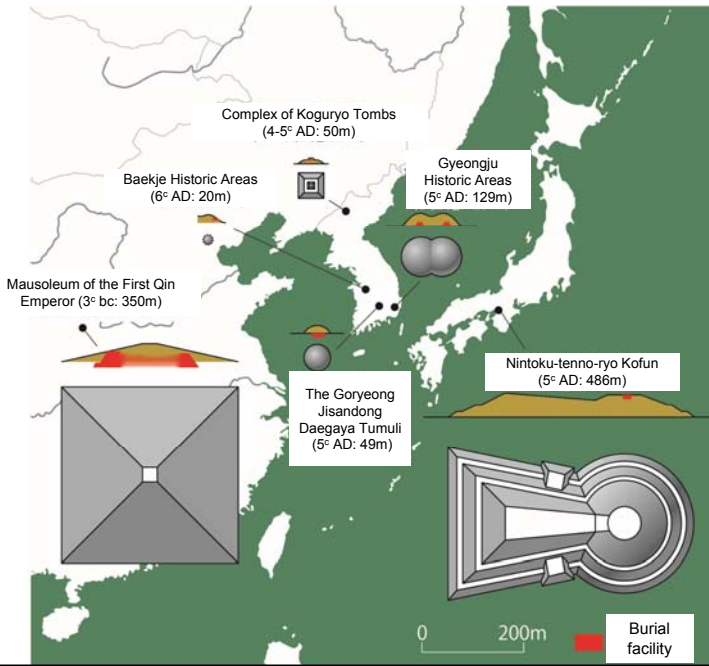 Complex of Koguryo Tombs
(4-5ᶜ AD: 50m)
Baekje Historic Areas
(6ᶜ AD: 20m)
Gyeongju
Historic Areas
(5ᶜ AD: 129m)
Mausoleum of the First Qin
Emperor (3ᶜ bc: 350m)
Nintoku-tenno-ryo Kofun
(5ᶜ AD: 486m)
The Goryeong
Jisandong
Daegaya Tumuli
(5ᶜ AD: 49m)
0 200m
Burial
facility